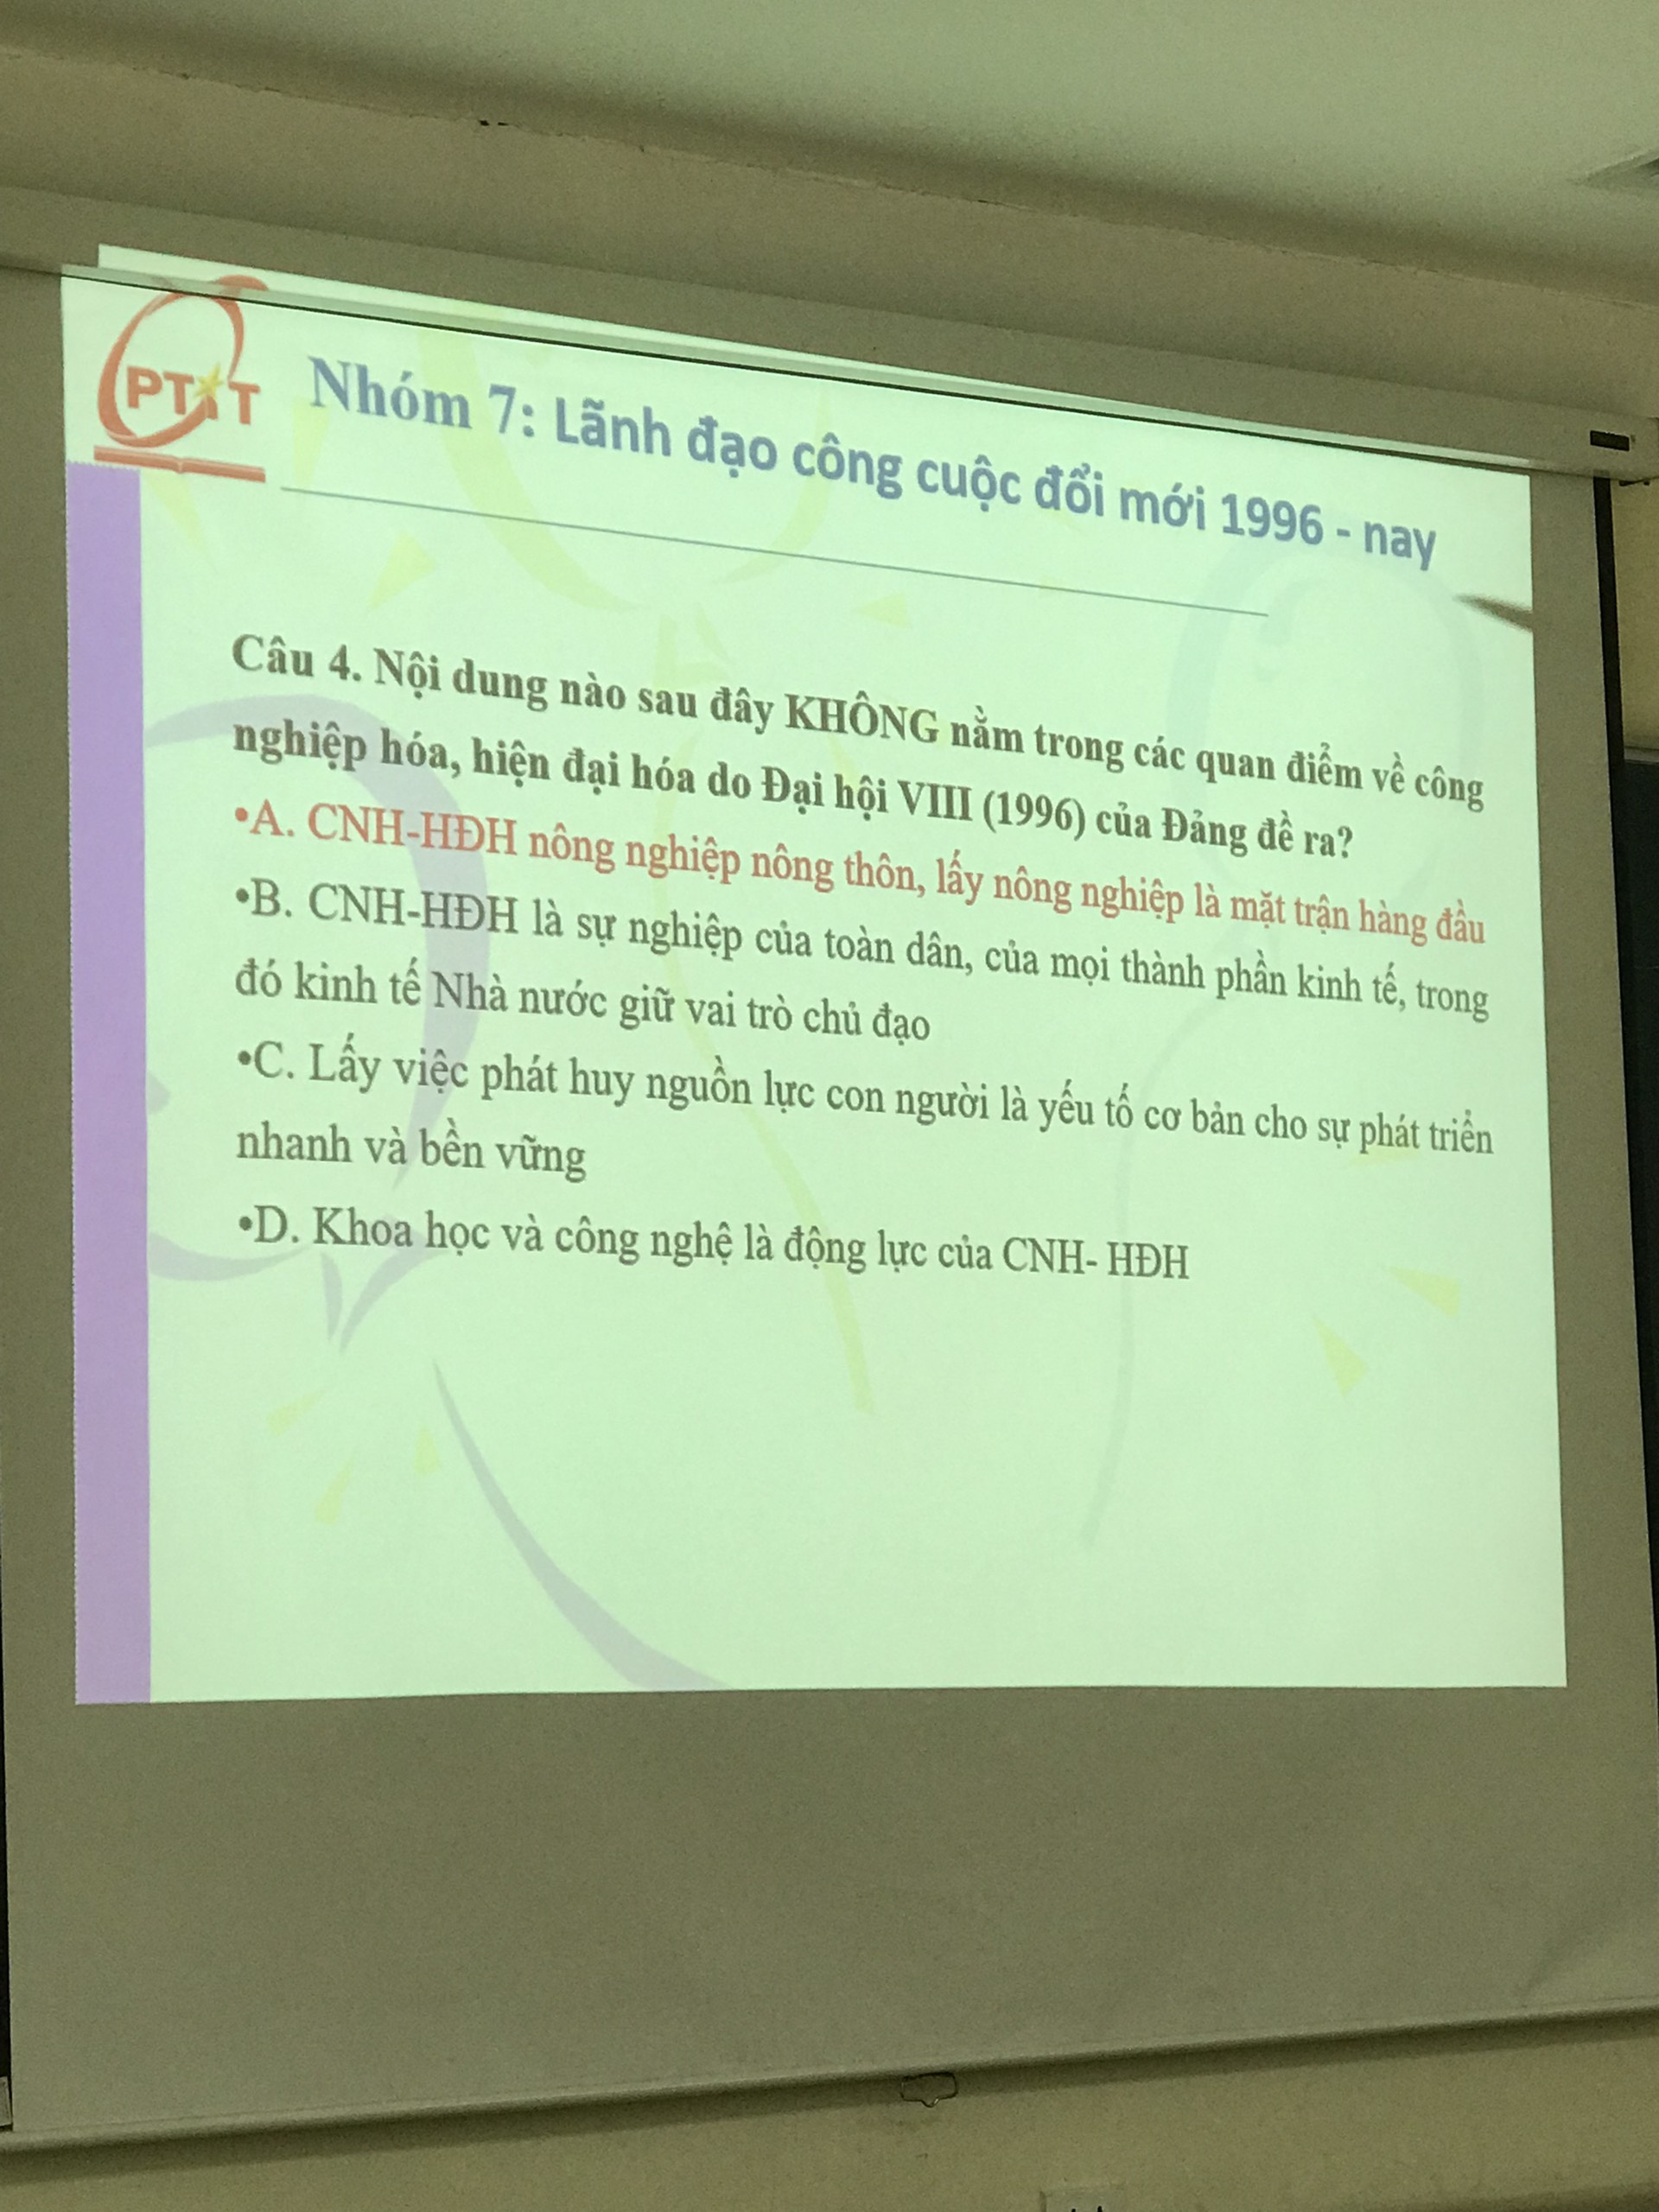 PTIT
Nhóm 7: Lãnh đạo công cuộc đổi mới 1996 - nay
Câu 4. Nội dung nào sau đây KHÔNG nằm trong các quan điểm về công
nghiệp hóa, hiện đại hóa do Đại hội VIII (1996) của Đảng đề ra?
•A. CNH-HĐH nông nghiệp nông thôn, lấy nông nghiệp là mặt trận hàng đầu
•B. CNH-HĐH là sự nghiệp của toàn dân, của mọi thành phần kinh tế, trong
đó kinh tế Nhà nước giữ vai trò chủ đạo
•C. Lấy việc phát huy nguồn lực con người là yếu tố cơ bản cho sự phát triển
nhanh và bền vững
•D. Khoa học và công nghệ là động lực của CNH- HĐH